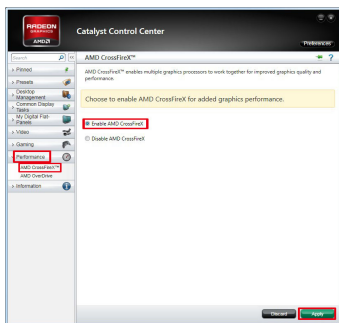 RADEON
GRAPHICS
AMD
Catalyst Control Center
Preferences
Search
AMD CrossFireX™
Pinned
AMD CrossFireX™ enables multiple graphics processors to work together for improved graphics quality and
performance.
Presets
Desktop
Management
Choose to enable AMD CrossFireX for added graphics performance.
Common Display
Tasks
My Digital Flat-
Panels
Enable AMD CrossFireX
Video
Disable AMD CrossFireX
Gaming
Performance
AMD CrossFireX™
AMD OverDrive
Information
Discard
Apply